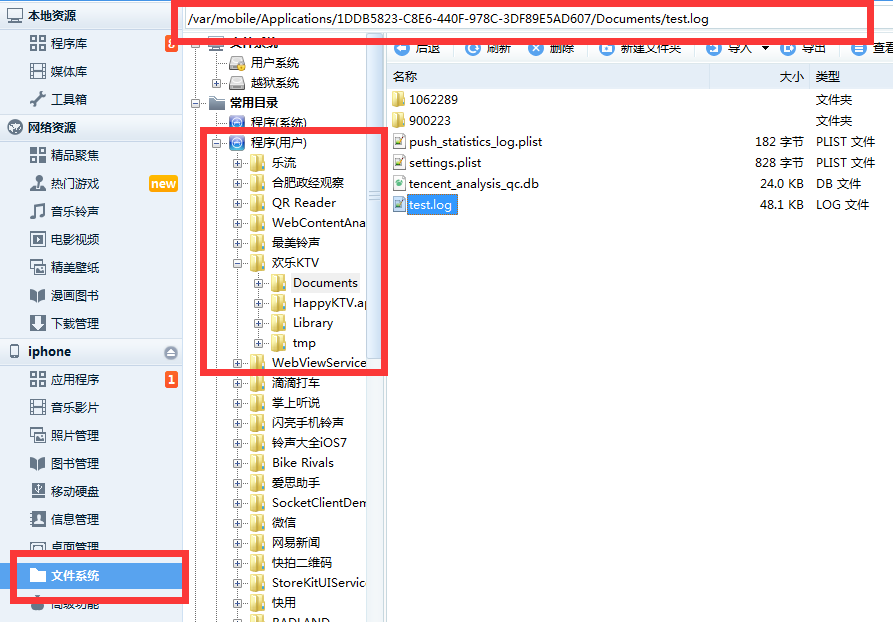 本地资源
程序库
8
媒体库
工具箱
网络资源
精品聚焦
热门游戏
new
音乐铃声
电影视频
精美壁纸
漫画图书
下载管理
iphone
应用程序
1
音乐影片
照片管理
图书管理
移动硬盘
信息管理
桌面管理
文件系统
高级功能
/var/mobile/Applications/1DDB5823-C8E6-440F-978C-3DF89E5AD607/Documents/test.log
文件系统
用户系统
越狱系统
常用目录
程序(系统)
程序(用户)
乐流
合肥政经观察
QR Reader
WebContentAna
最美铃声
欢乐KTV
Documents
HappyKTV.ap
Library
tmp
WebViewService
滴滴打车
掌上听说
闪亮手机铃声
铃声大全iOS7
Bike Rivals
爱思助手
SocketClientDem
微信
网易新闻
快拍二维码
StoreKitUIServic
快用
BADLAND
后退 刷新 删除 新建文件夹 导入 导出 查看
名称 大小 类型
1062289 文件夹
900223 文件夹
push_statistics_log.plist 182 字节 PLIST 文件
settings.plist 828 字节 PLIST 文件
tencent_analysis_qc.db 24.0 KB DB 文件
test.log 48.1 KB LOG 文件